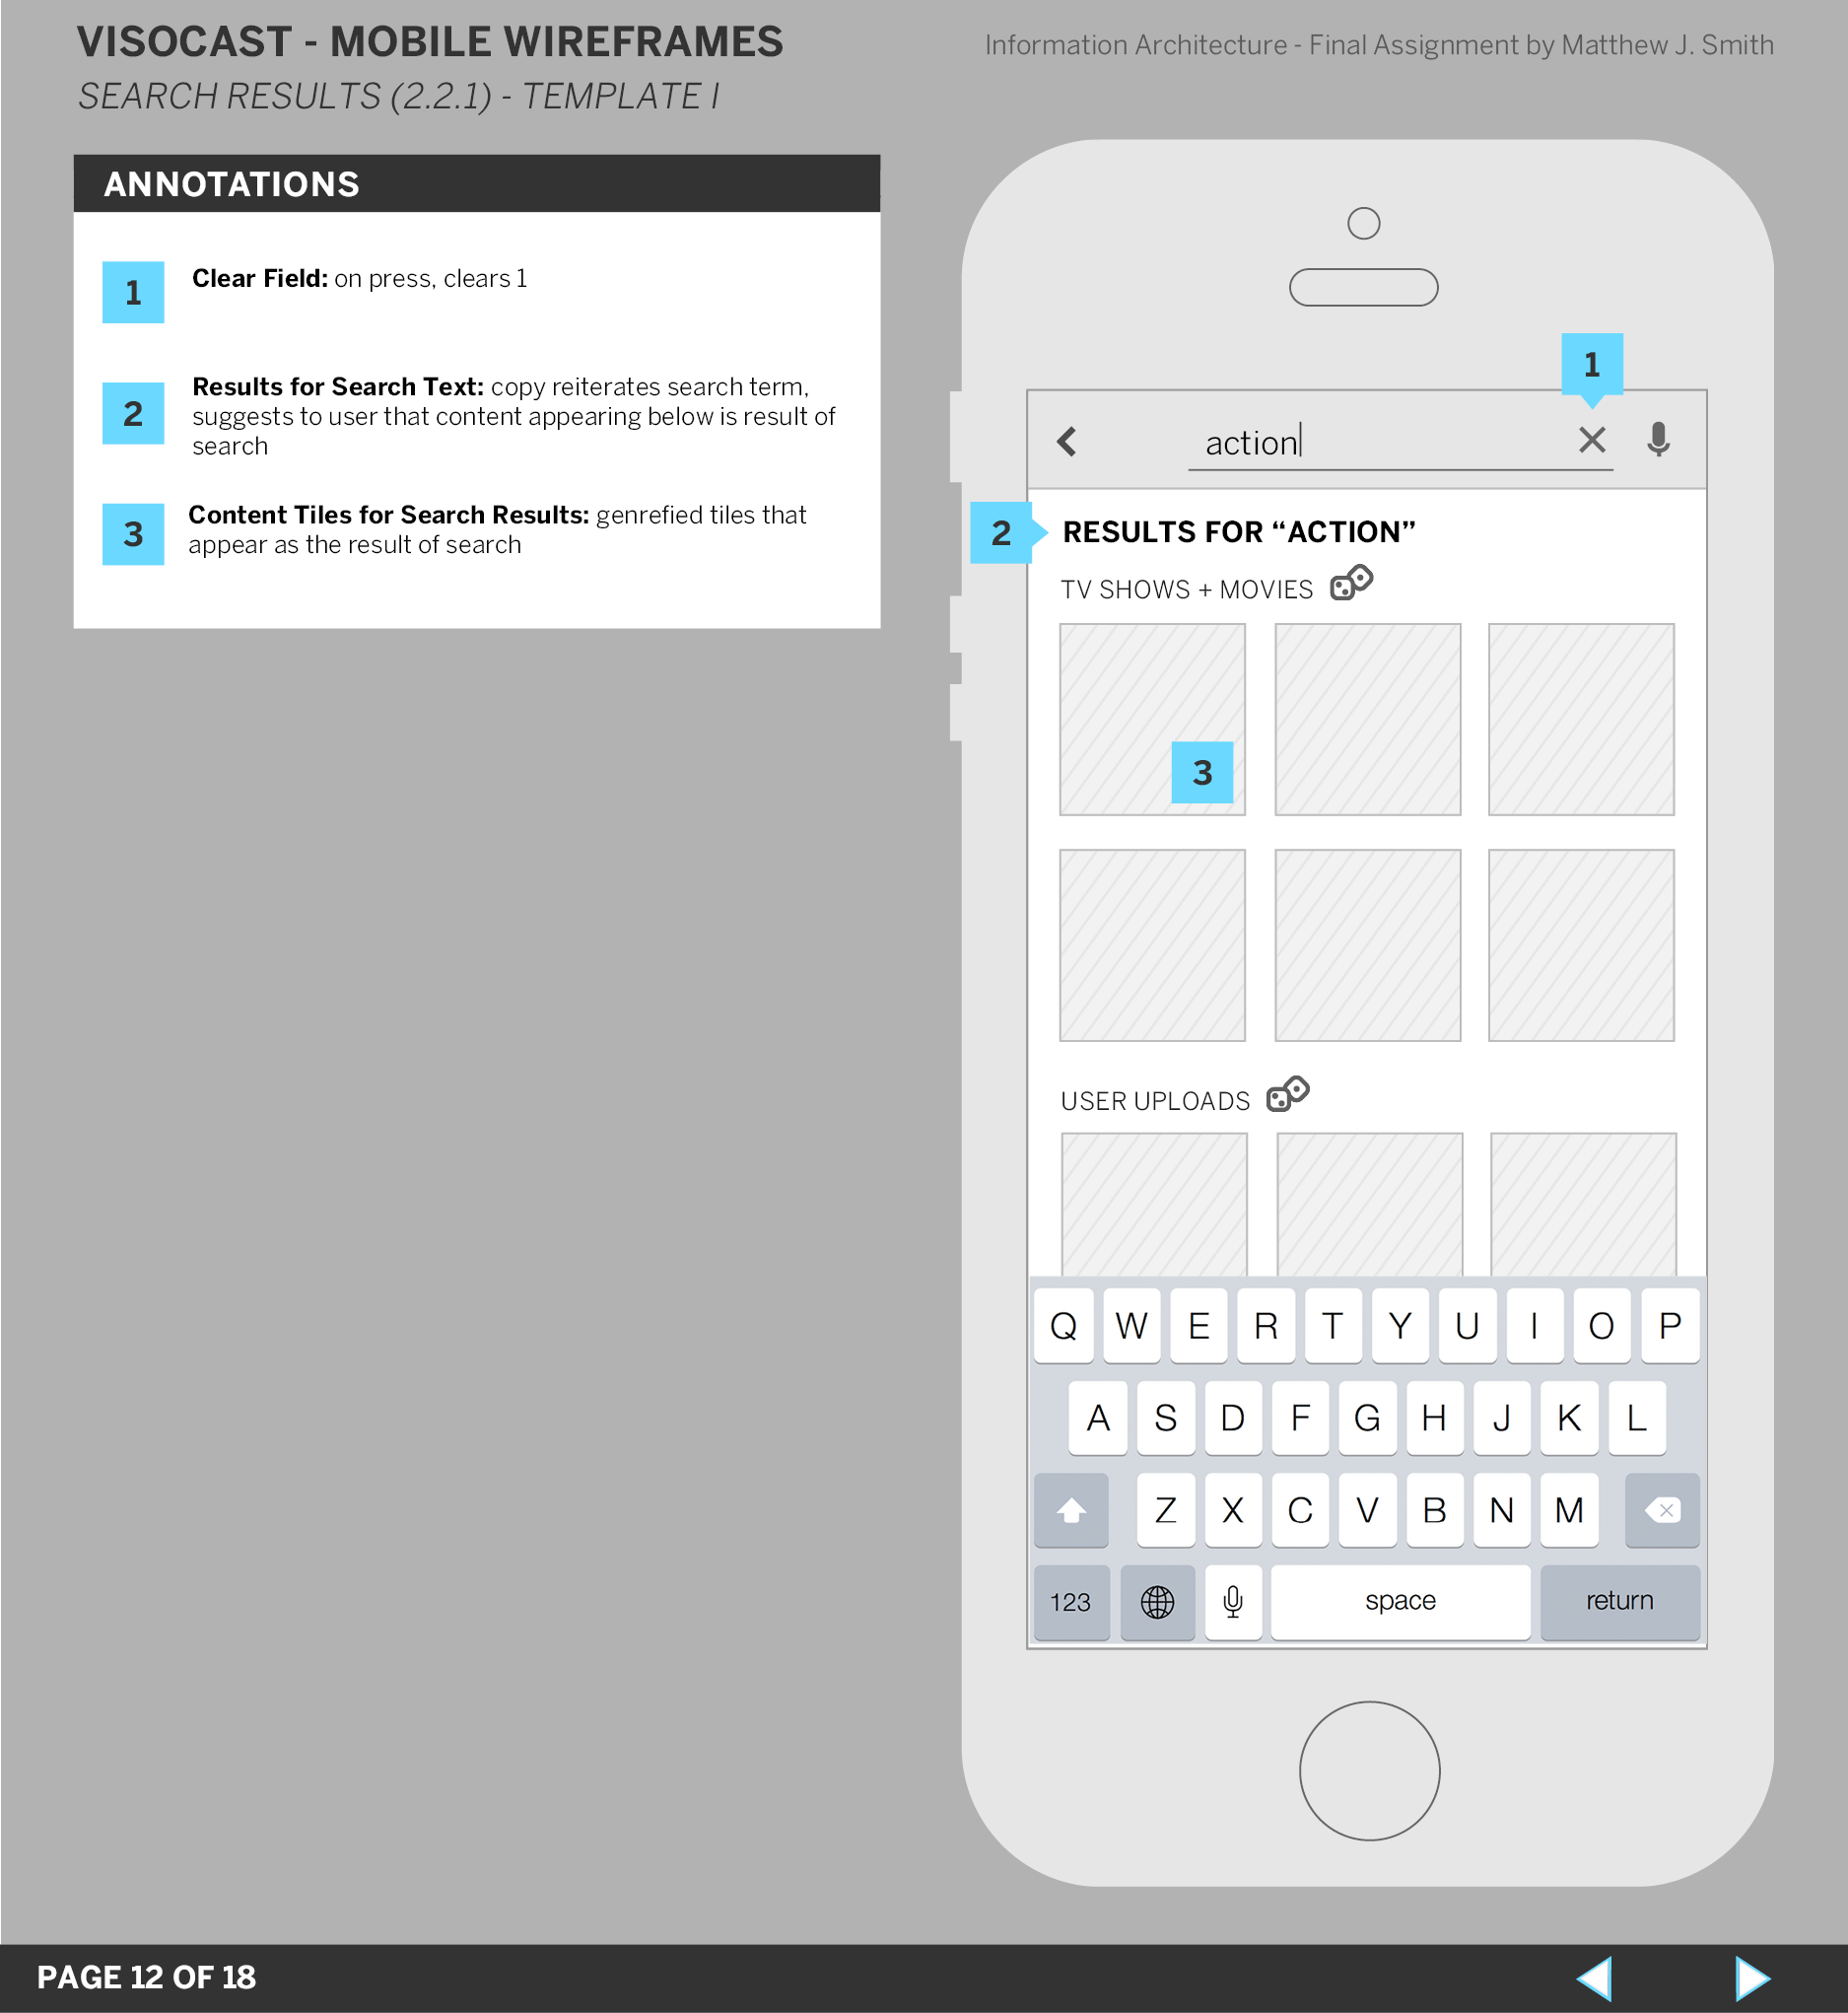 VISOCAST - MOBILE WIREFRAMES
Information Architecture - Final Assignment by Matthew J. Smith
SEARCH RESULTS (2.2.1) - TEMPLATE I
ANNOTATIONS
1
Clear Field: on press, clears 1
2
Results for Search Text: copy reiterates search term,
suggests to user that content appearing below is result of
search
3
Content Tiles for Search Results: genrefied tiles that
appear as the result of search
1
action
2
RESULTS FOR “ACTION”
TV SHOWS + MOVIES
3
USER UPLOADS
Q W E R T Y U I O P
A S D F G H J K L
Z X C V B N M
123 space return
PAGE 12 OF 18